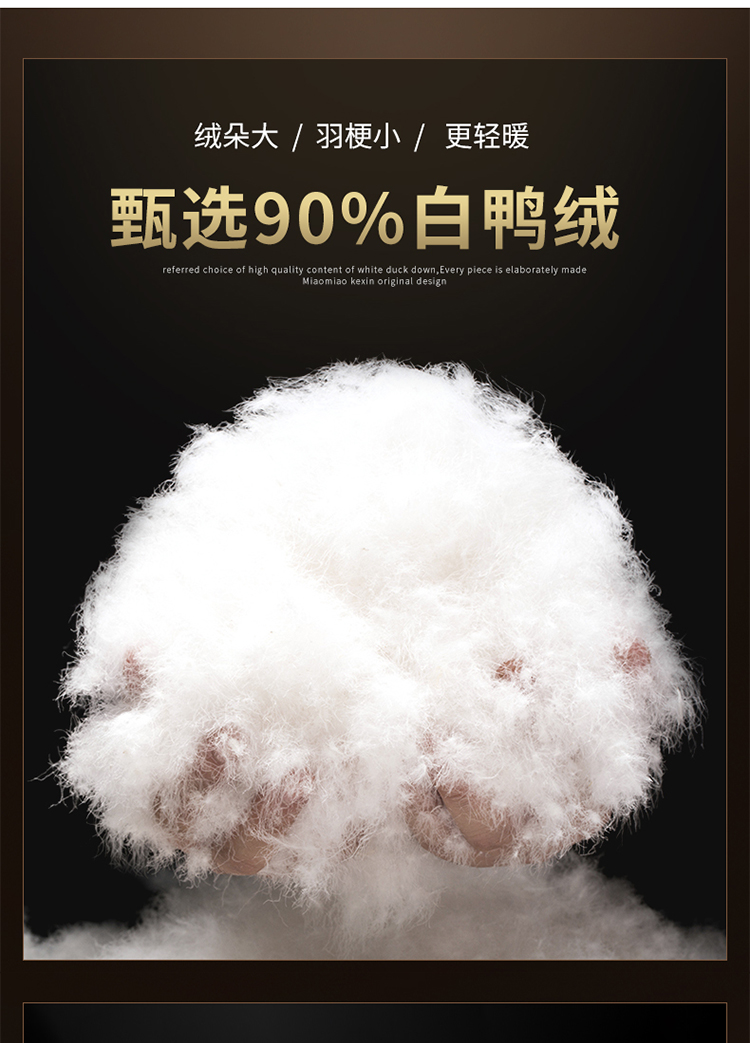 绒朵大 / 羽梗小 / 更轻暖
甄选90%白鸭绒
referred choice of high quality content of white duck down,Every piece is elaborately made
Miaomiao kexin original design